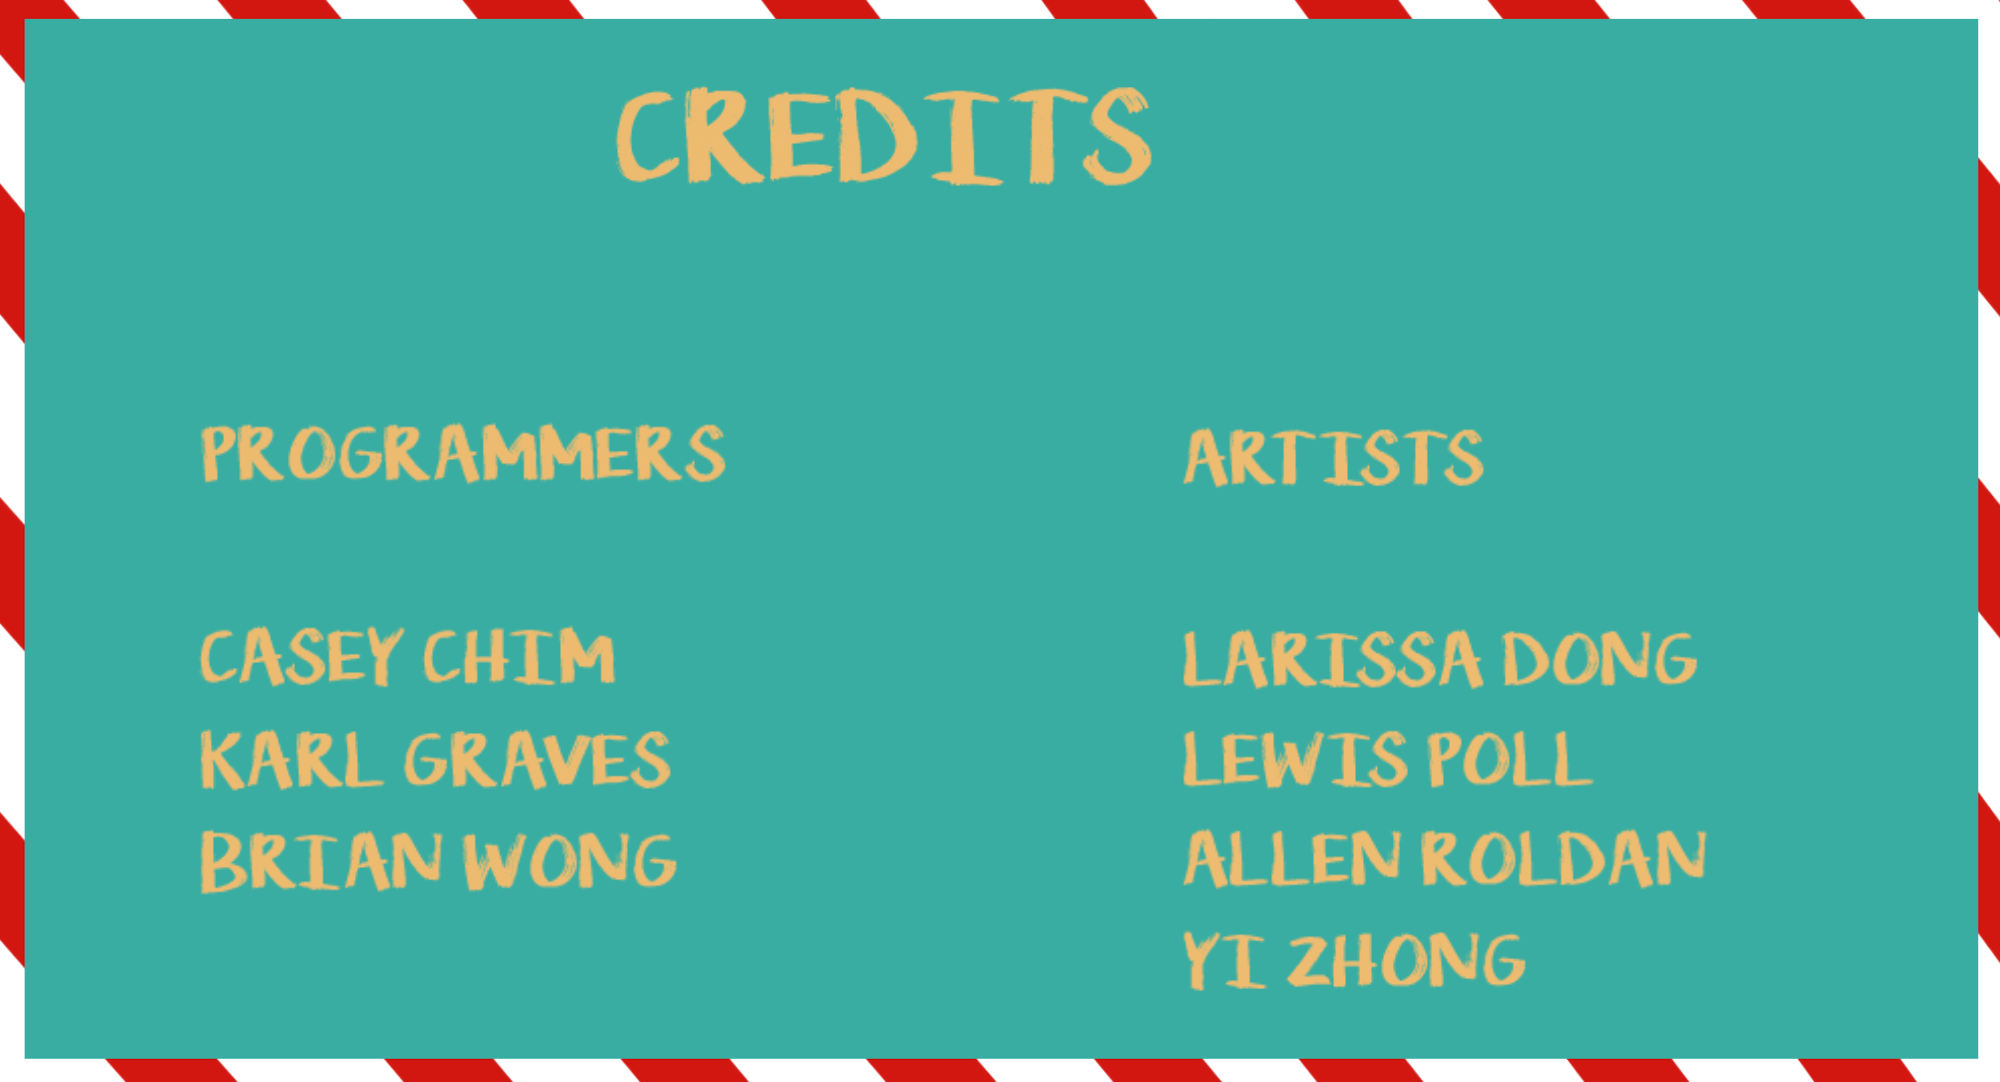 CREDITS
PROGRAMMERS
CASEY CHIM
KARL GRAVES
BRIAN WONG
ARTISTS
LARISSA DONG
LEWIS POLL
ALLEN ROLDAN
YI ZHONG